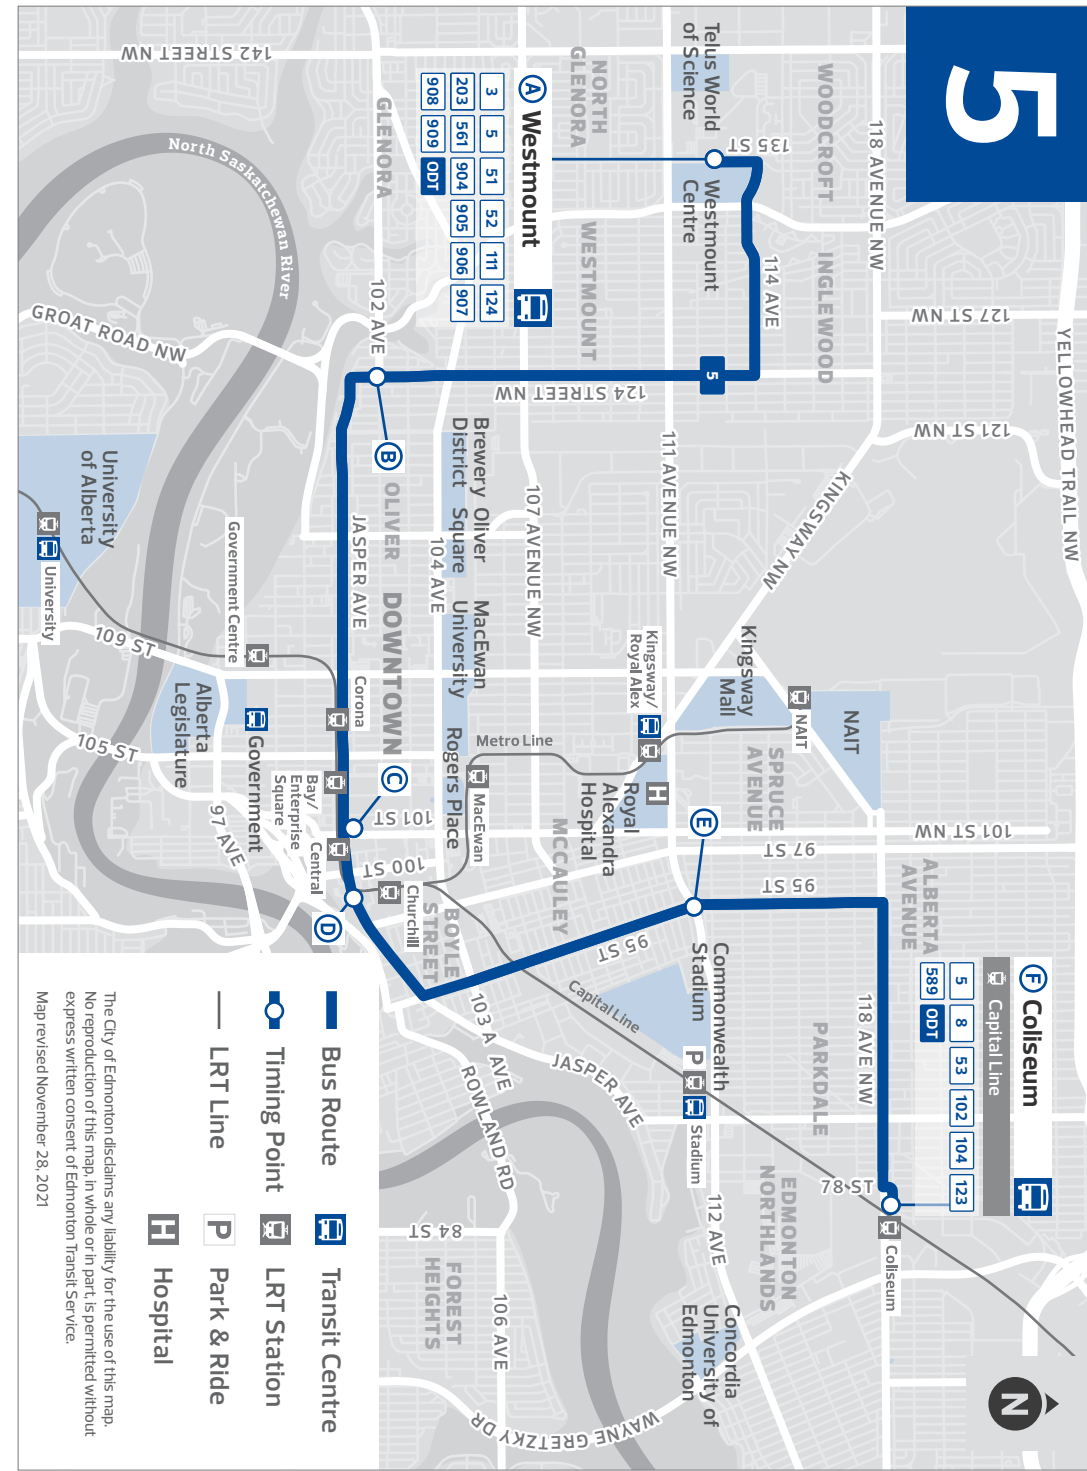 5
142 STREET NW
Telus World
of Science
NORTH
GLENORA
WOODCROFT
118 AVENUE NW
135 ST
Westmount
Centre
A Westmount
3 5 51 52 111 124
203 561 904 905 906 907
908 909 ODT
GLENORA
North Saskatchewan River
WESTMOUNT
INGLEWOOD
114 AVE
127 ST NW
YELLOWHEAD TRAIL NW
102 AVE
GROAT ROAD NW
5
124 STREET NW
121 ST NW
B
OLIVER
Brewery
District
Oliver
Square
107 AVENUE NW
111 AVENUE NW
KINGSWAY NW
University
of Alberta
University
JASPER AVE
104 AVE
Government Centre
109 ST
DOWNTOWN
MacEwan
University
Kingsway/
Royal Alex
Kingsway
Mall
NAIT
NAIT
Corona
Alberta
Legislature
Government
105 ST
97 AVE
Bay/
Enterprise
Square
C
Rogers Place
Metro Line
MacEwan
Royal
Alexandra
Hospital
H
SPRUCE
AVENUE
101 ST
101 ST NW
E
Central
100 ST
97 ST
MCCAULEY
95 ST
ALBERTA
AVENUE
D
Churchill
BOYLE
STREET
95 ST
Commonwealth
Stadium
Capital Line
103 A AVE
118 AVE NW
F Coliseum
Capital Line
5 8 53 102 104 123
589 ODT
JASPER AVE
ROWLAND RD
P
Stadium
PARKDALE
78 ST
112 AVE
EDMONTON
NORTHLANDS
Coliseum
84 ST
FOREST
HEIGHTS
106 AVE
Concordia
University of
Edmonton
WAYNE GRETZKY DR
N
Bus Route
Timing Point
LRT Line
Transit Centre
LRT Station
P Park & Ride
H Hospital
The City of Edmonton disclaims any liability for the use of this map.
No reproduction of this map, in whole or in part, is permitted without
express written consent of Edmonton Transit Service.
Map revised November 28, 2021